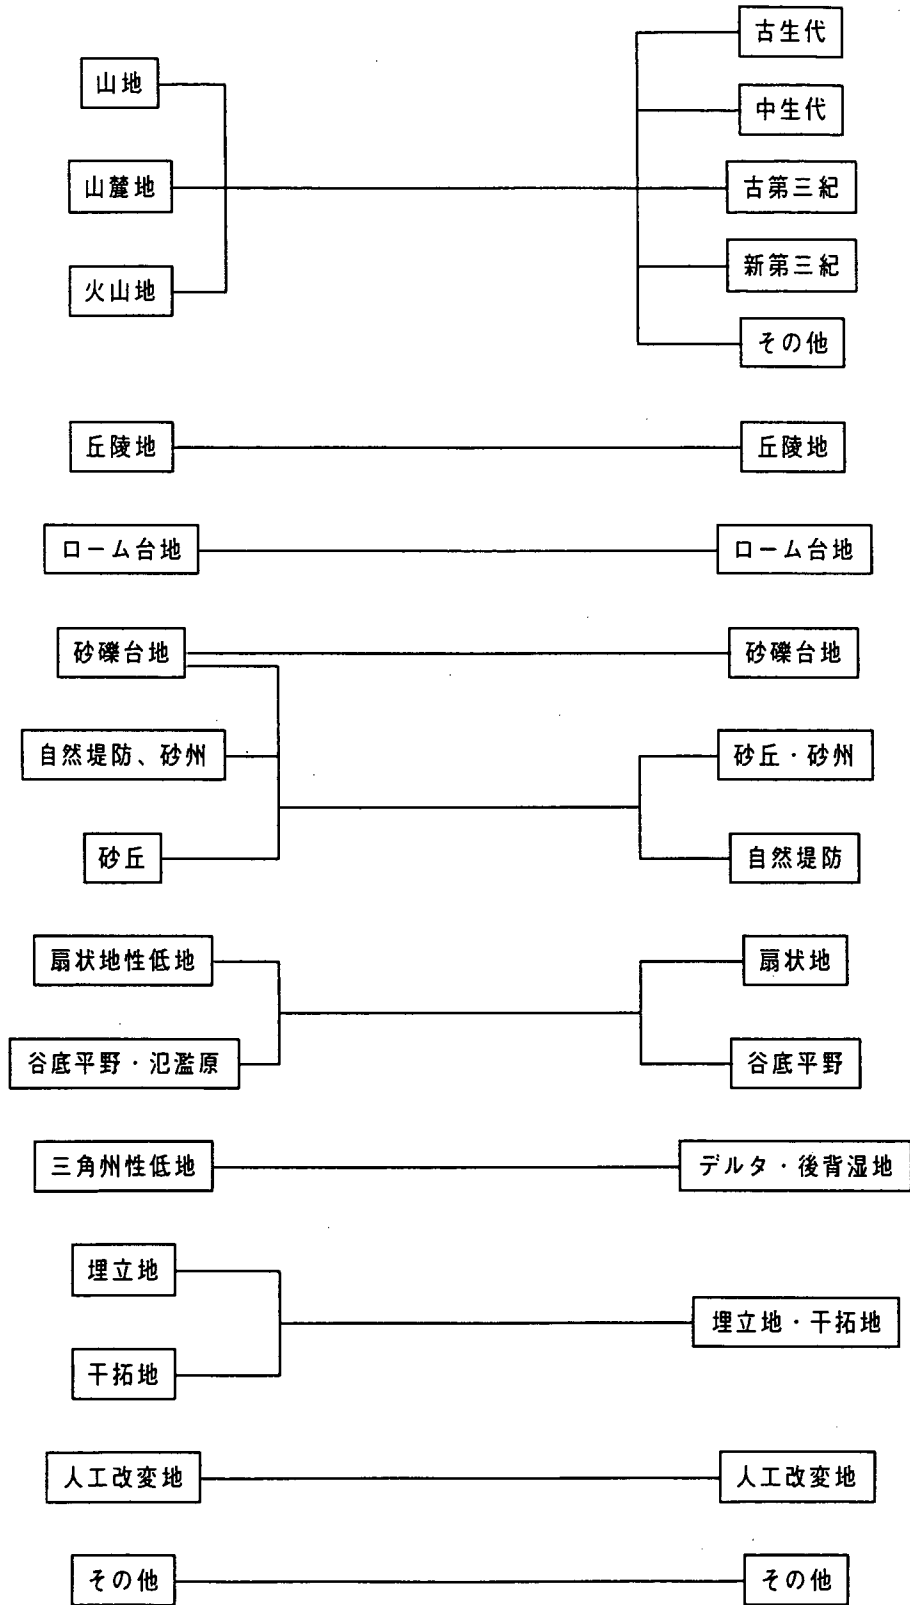 古生代
山地
中生代
山麓地
古第三紀
新第三紀
火山地
その他
丘陵地
丘陵地
ローム台地
ローム台地
砂礫台地
砂礫台地
自然堤防、砂州
砂丘・砂州
砂丘
自然堤防
扇状地性低地
扇状地
谷底平野・氾濫原
谷底平野
三角州性低地
デルタ・後背湿地
埋立地
埋立地・干拓地
干拓地
人工改変地
人工改変地
その他
その他